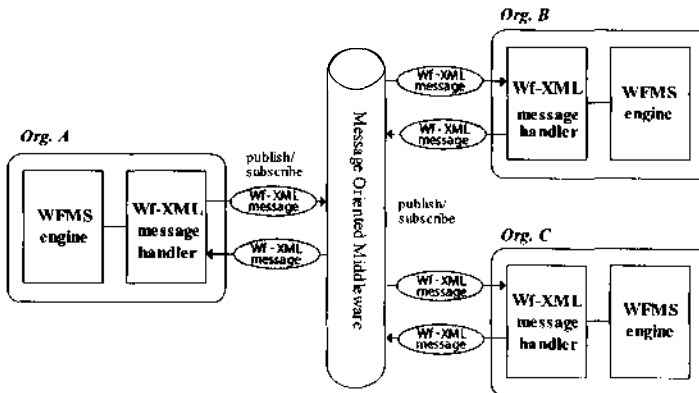 Org. A
WFMS
engine
Wf-XML
message
handler
publish/
subscribe
Wf-XML
message
Wf-XML
message
Message Oriented Middleware
Wf-XML
message
Wf-XML
message
publish/
subscribe
Wf-XML
message
Wf-XML
message
Org. B
Wf-XML
message
handler
WFMS
engine
Org. C
Wf-XML
message
handler
WFMS
engine